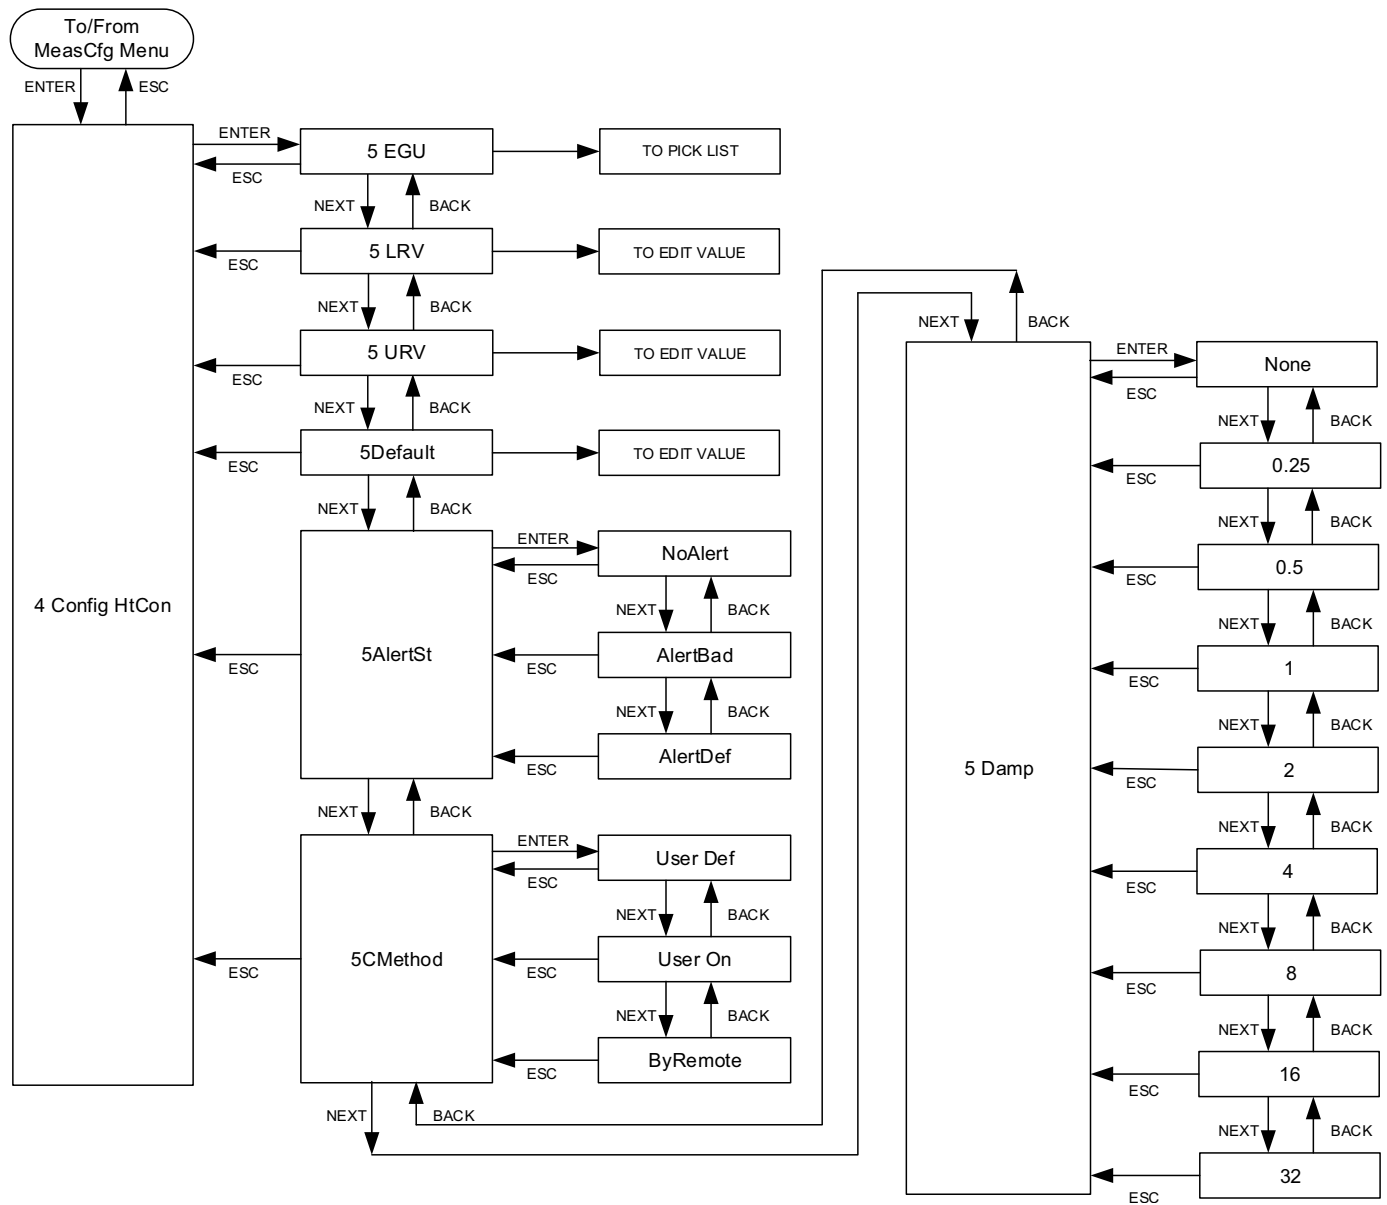 To/From
MeasCfg Menu
ENTER
ESC
4 Config HtCon
ENTER
ESC
5 EGU
TO PICK LIST
NEXT
BACK
5 LRV
ESC
TO EDIT VALUE
NEXT
BACK
5 URV
ESC
TO EDIT VALUE
NEXT
BACK
5Default
ESC
TO EDIT VALUE
NEXT
BACK
5AlertSt
ESC
ENTER
ESC
NoAlert
NEXT
BACK
AlertBad
ESC
NEXT
BACK
AlertDef
ESC
NEXT
BACK
5CMethod
ESC
ENTER
ESC
User Def
NEXT
BACK
User On
ESC
NEXT
BACK
ByRemote
ESC
NEXT
BACK
NEXT
BACK
5 Damp
ENTER
ESC
None
NEXT
BACK
0.25
ESC
NEXT
BACK
0.5
ESC
NEXT
BACK
1
ESC
NEXT
BACK
2
ESC
NEXT
BACK
4
ESC
NEXT
BACK
8
ESC
NEXT
BACK
16
ESC
NEXT
BACK
32
ESC